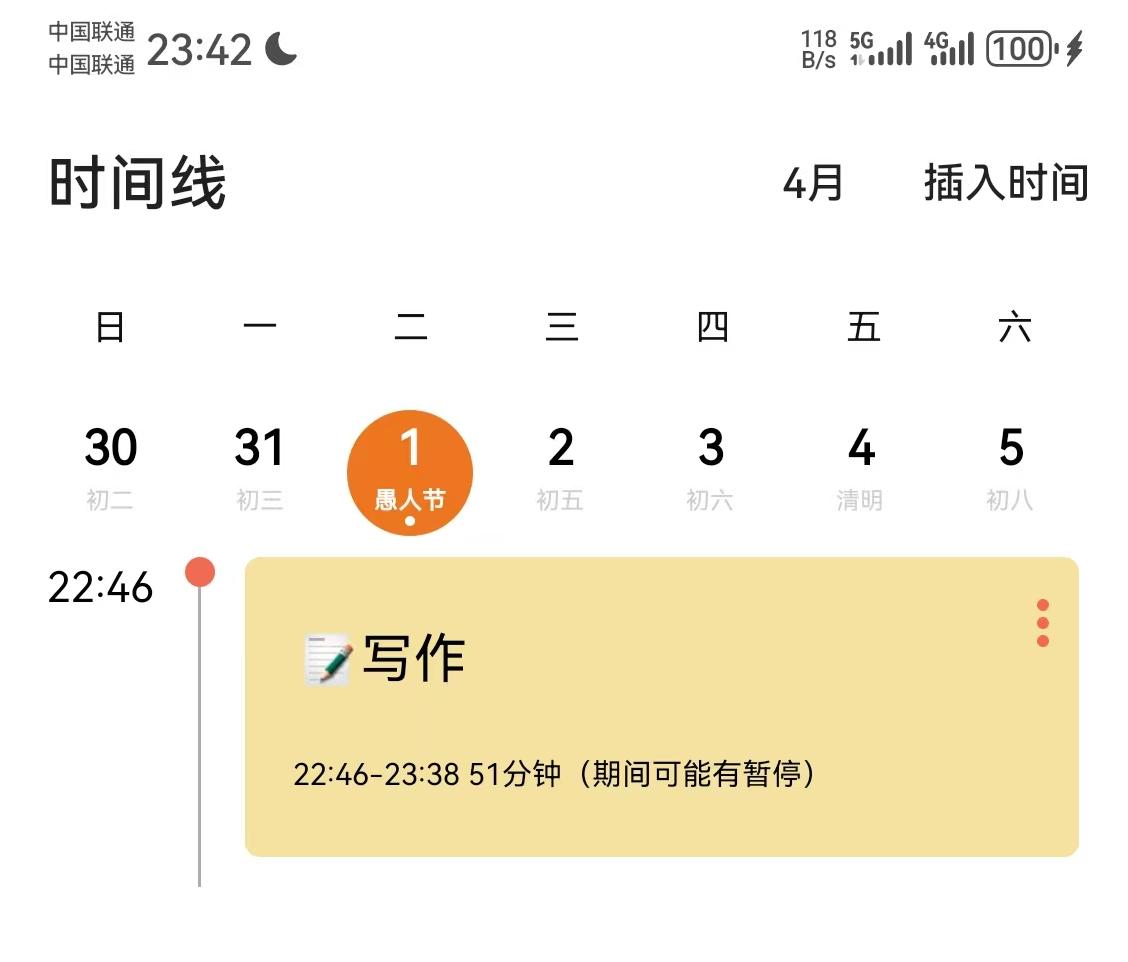 中国联通
中国联通
23:42
118 B/s 5G 4G 100
时间线 4月 插入时间
日 一 二 三 四 五 六
30 31 1 2 3 4 5
初二 初三 愚人节 初五 初六 清明 初八
22:46
写作
22:46-23:38 51分钟（期间可能有暂停）